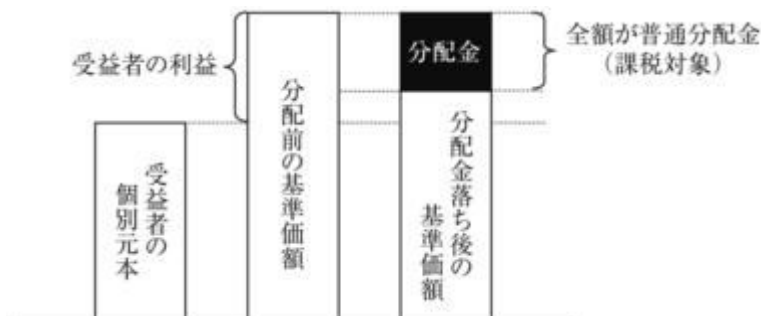 受益者の利益
分配金
全額が普通分配金
（課税対象）
受益者の
個別元本
分配前の基準価額
分配金落ち後の
基準価額